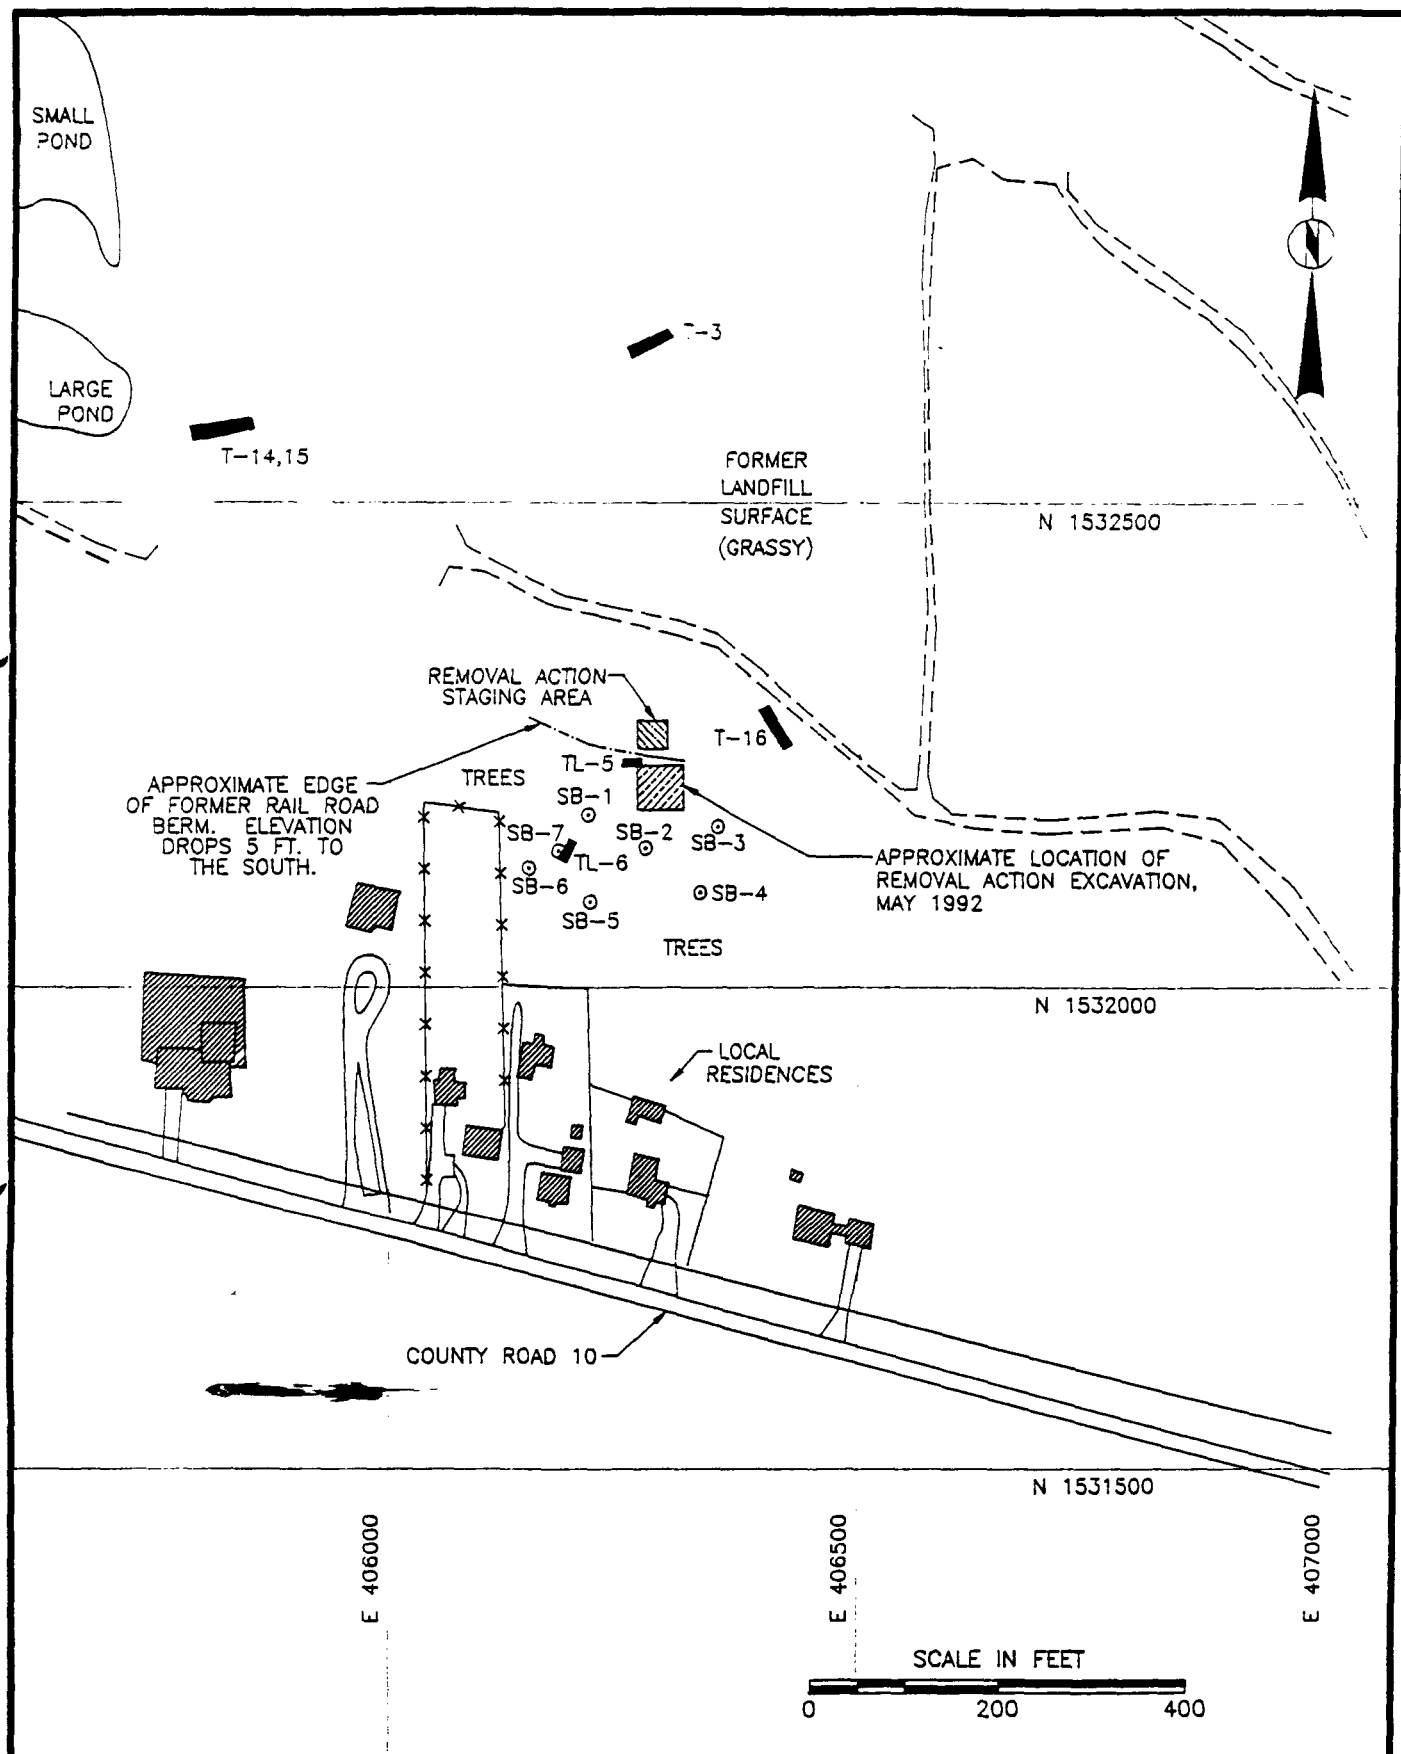 SMALL
POND
LARGE
POND
T-3
T-14,15
FORMER
LANDFILL
SURFACE
(GRASSY)
N 1532500
REMOVAL ACTION
STAGING AREA
T-16
TL-5
TREES
APPROXIMATE EDGE
OF FORMER RAIL ROAD
BERM. ELEVATION
DROPS 5 FT. TO
THE SOUTH.
SB-1
SB-7
SB-2
SB-3
TL-6
SB-6
SB-5
SB-4
APPROXIMATE LOCATION OF
REMOVAL ACTION EXCAVATION,
MAY 1992
TREES
N 1532000
LOCAL
RESIDENCES
COUNTY ROAD 10
N 1531500
E 406000
E 406500
E 407000
SCALE IN FEET
0 200 400
N